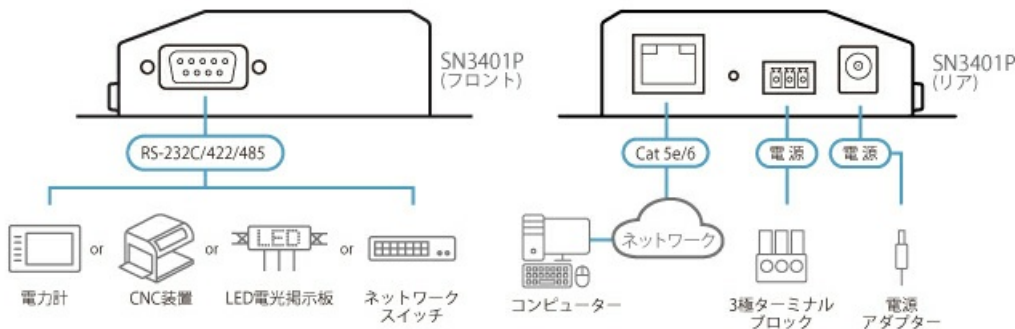 SN3401P
(フロント)
SN3401P
(リア)
RS-232C/422/485
Cat 5e/6
電源
電源
or
or
LED
or
ネットワーク
電力計
CNC装置
LED電光掲示板
ネットワーク
スイッチ
コンピューター
3極ターミナル
ブロック
電源
アダプター